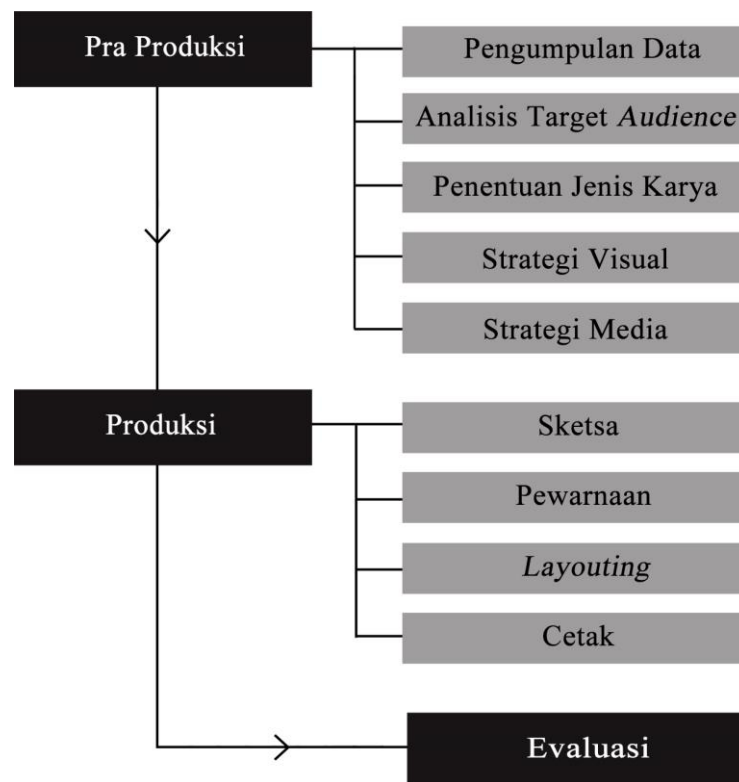 Pra Produksi
Pengumpulan Data
Analisis Target Audience
Penentuan Jenis Karya
Strategi Visual
Strategi Media
Produksi
Sketsa
Pewarnaan
Layouting
Cetak
Evaluasi